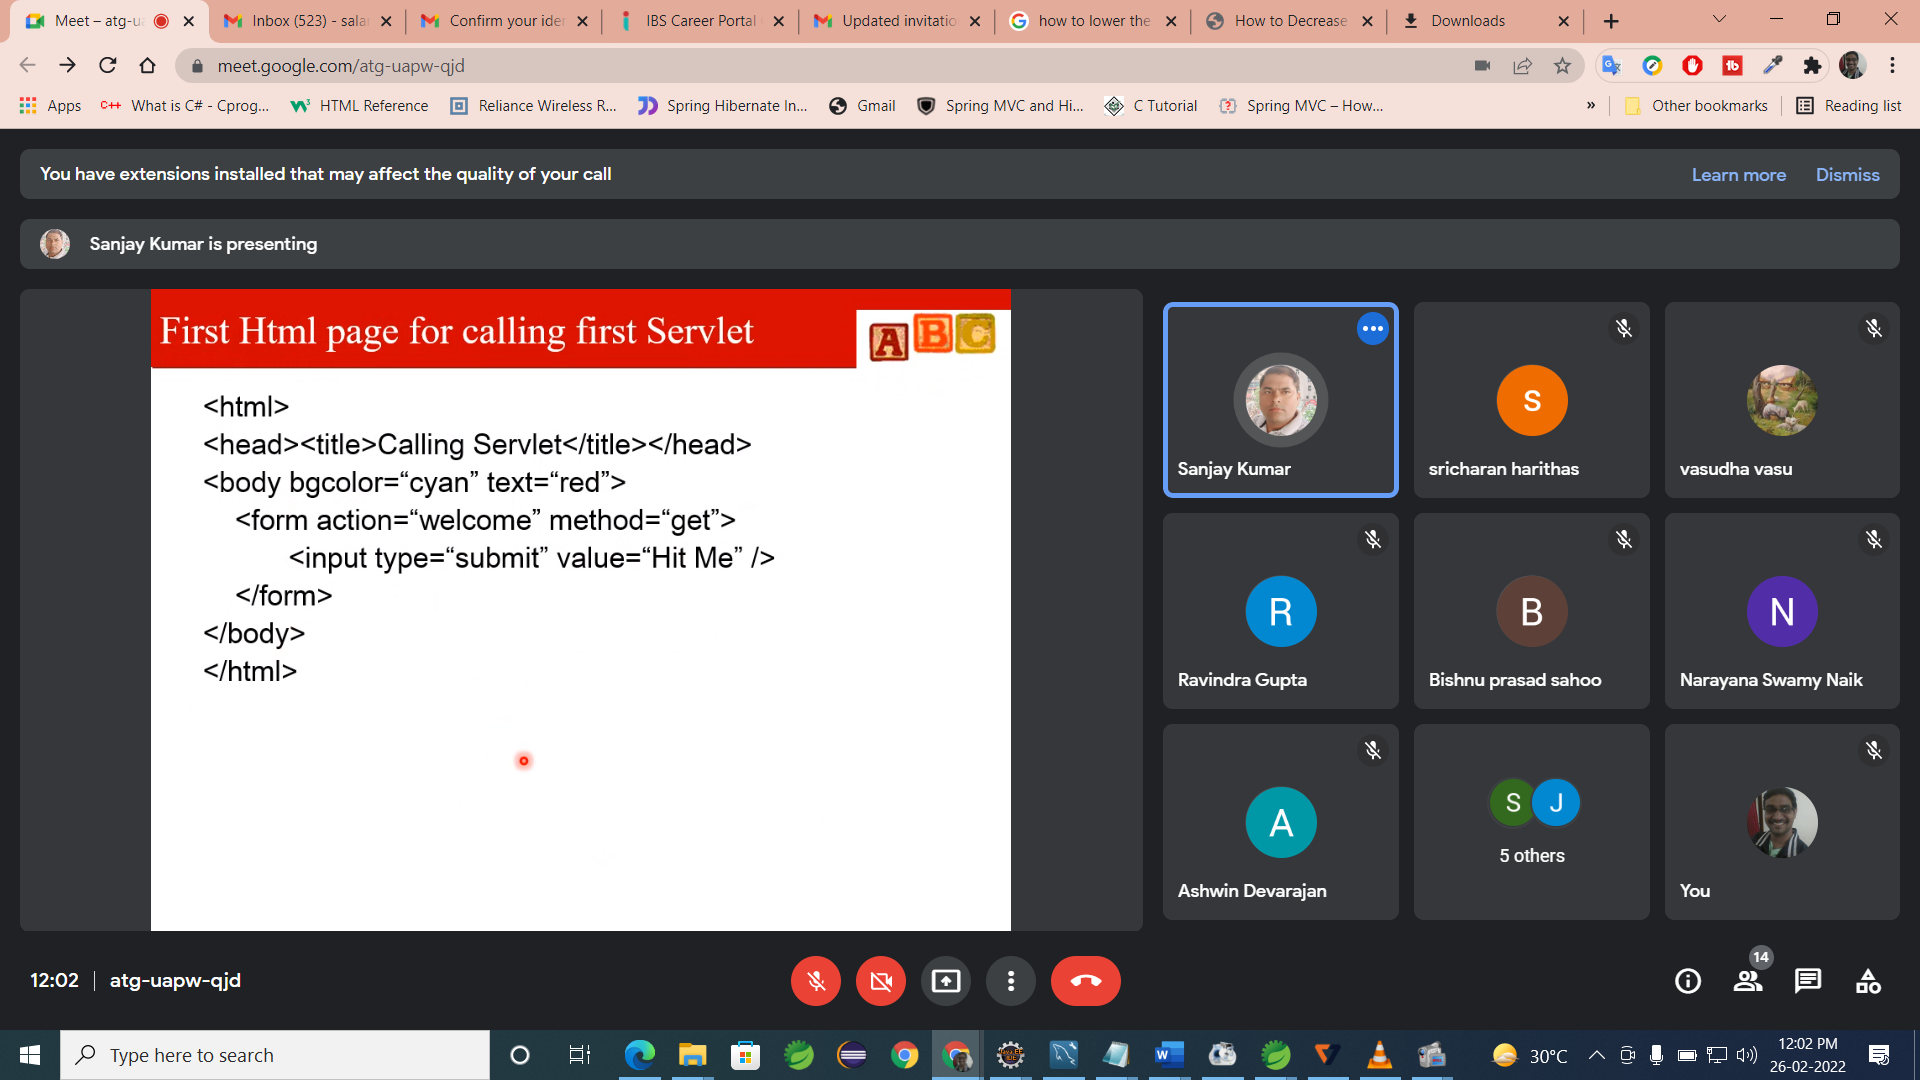 Meet – atg-ua
Inbox (523) - sala
Confirm your iden
IBS Career Portal
Updated invitatio
how to lower the
How to Decrease
Downloads
meet.google.com/atg-uapw-qjd
Apps
C++ What is C# - Cprog...
HTML Reference
Reliance Wireless R...
Spring Hibernate In...
Gmail
Spring MVC and Hi...
C Tutorial
Spring MVC – How...
»
Other bookmarks
Reading list
You have extensions installed that may affect the quality of your call
Learn more
Dismiss
Sanjay Kumar is presenting
First Html page for calling first Servlet
A B C
<html>
<head><title>Calling Servlet</title></head>
<body bgcolor=“cyan” text=“red”>
<form action=“welcome” method=“get”>
<input type=“submit” value=“Hit Me” />
</form>
</body>
</html>
Sanjay Kumar
S
sricharan harithas
vasudha vasu
R
Ravindra Gupta
B
Bishnu prasad sahoo
N
Narayana Swamy Naik
A
Ashwin Devarajan
S J
5 others
You
12:02 | atg-uapw-qjd
14
Type here to search
30°C
12:02 PM
26-02-2022